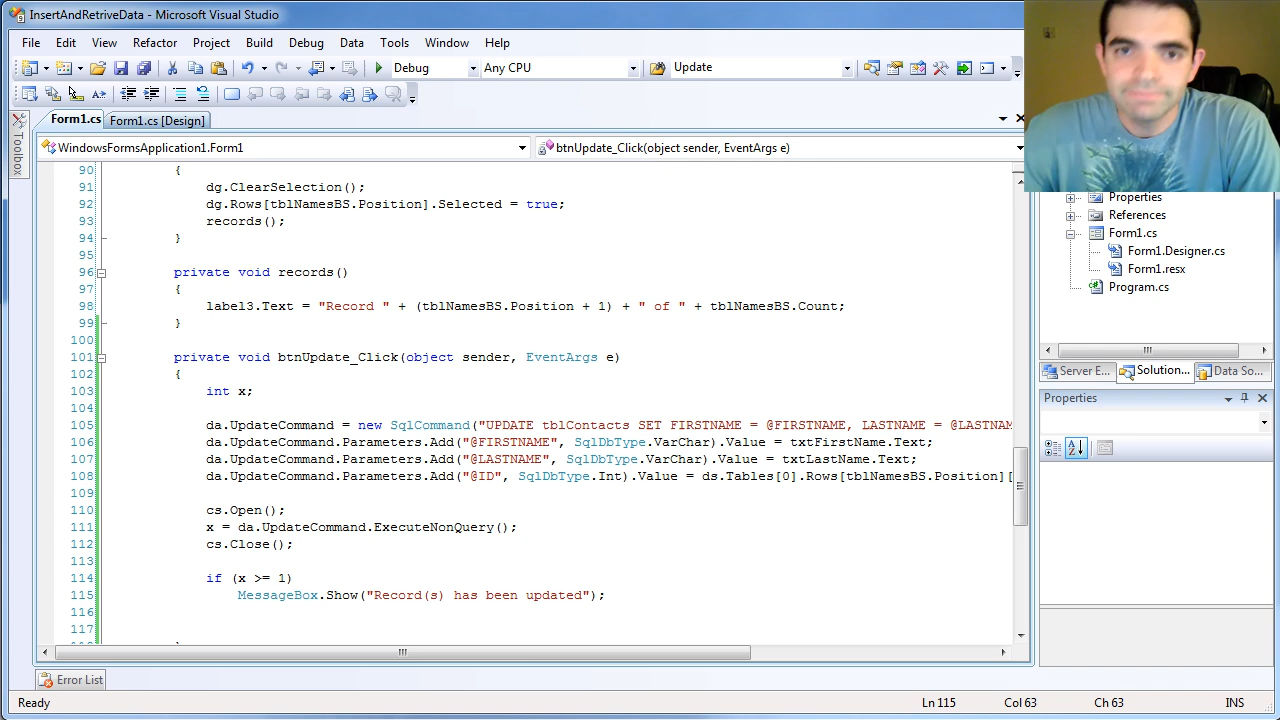 InsertAndRetriveData - Microsoft Visual Studio
File Edit View Refactor Project Build Debug Data Tools Window Help
Debug Any CPU Update
Toolbox
Form1.cs Form1.cs [Design]
WindowsFormsApplication1.Form1 btnUpdate_Click(object sender, EventArgs e)
90 {
91 dg.ClearSelection();
92 dg.Rows[tblNamesBS.Position].Selected = true;
93 records();
94 }
95
96 private void records()
97 {
98 label3.Text = "Record " + (tblNamesBS.Position + 1) + " of " + tblNamesBS.Count;
99 }
100
101 private void btnUpdate_Click(object sender, EventArgs e)
102 {
103 int x;
104
105 da.UpdateCommand = new SqlCommand("UPDATE tblContacts SET FIRSTNAME = @FIRSTNAME, LASTNAME = @LASTNAM
106 da.UpdateCommand.Parameters.Add("@FIRSTNAME", SqlDbType.VarChar).Value = txtFirstName.Text;
107 da.UpdateCommand.Parameters.Add("@LASTNAME", SqlDbType.VarChar).Value = txtLastName.Text;
108 da.UpdateCommand.Parameters.Add("@ID", SqlDbType.Int).Value = ds.Tables[0].Rows[tblNamesBS.Position][
109
110 cs.Open();
111 x = da.UpdateCommand.ExecuteNonQuery();
112 cs.Close();
113
114 if (x >= 1)
115 MessageBox.Show("Record(s) has been updated");
116
117
Properties
References
Form1.cs
Form1.Designer.cs
Form1.resx
Program.cs
Server E... Solution... Data So...
Properties
Error List
Ready Ln 115 Col 63 Ch 63 INS